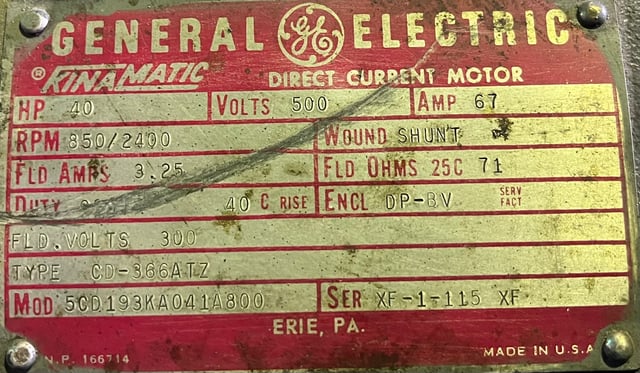 GENERAL GE ELECTRIC
® KINAMATIC DIRECT CURRENT MOTOR
HP 40 VOLTS 500 AMP 67
RPM 850/2400 WOUND SHUNT
FLD AMPS 3.25 FLD OHMS 25C 71
DUTY 40 C RISE ENCL DP-BV SERV FACT
FLD.VOLTS 300
TYPE CD-366ATZ
MOD 5CD193KA041A800 SER XF-1-115 XF
ERIE, PA.
N.P. 166714 MADE IN U.S.A